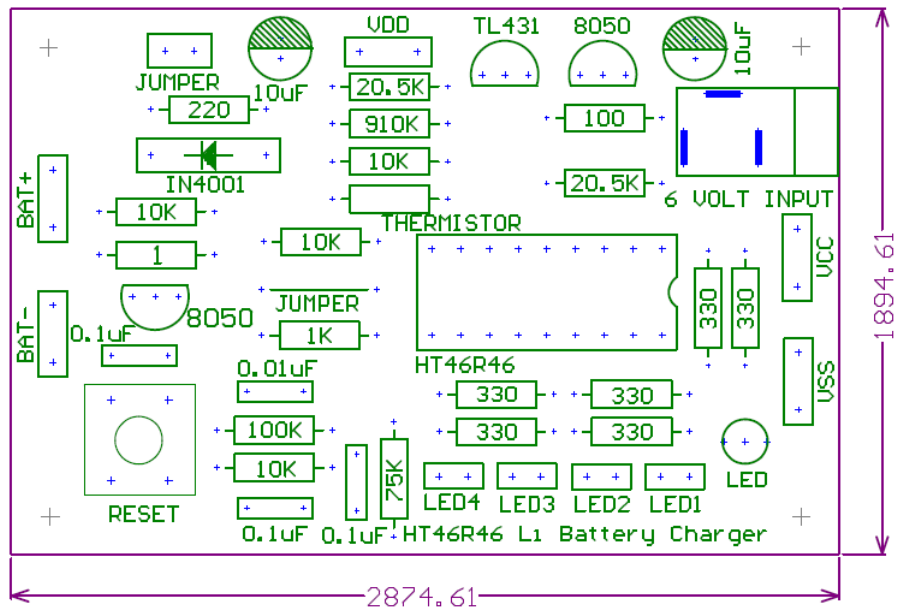 VDD
TL431
8050
10uF
JUMPER
10uF
20.5K
220
910K
100
10K
IN4001
BAT+
20.5K
6 VOLT INPUT
10K
THERMISTOR
10K
VCC
1
JUMPER
8050
330
330
1894.61
BAT-
0.1uF
1K
HT46R46
0.01uF
330
330
VSS
100K
330
330
10K
75K
LED
LED4
LED3
LED2
LED1
RESET
0.1uF
0.1uF
HT46R46 Li Battery Charger
2874.61